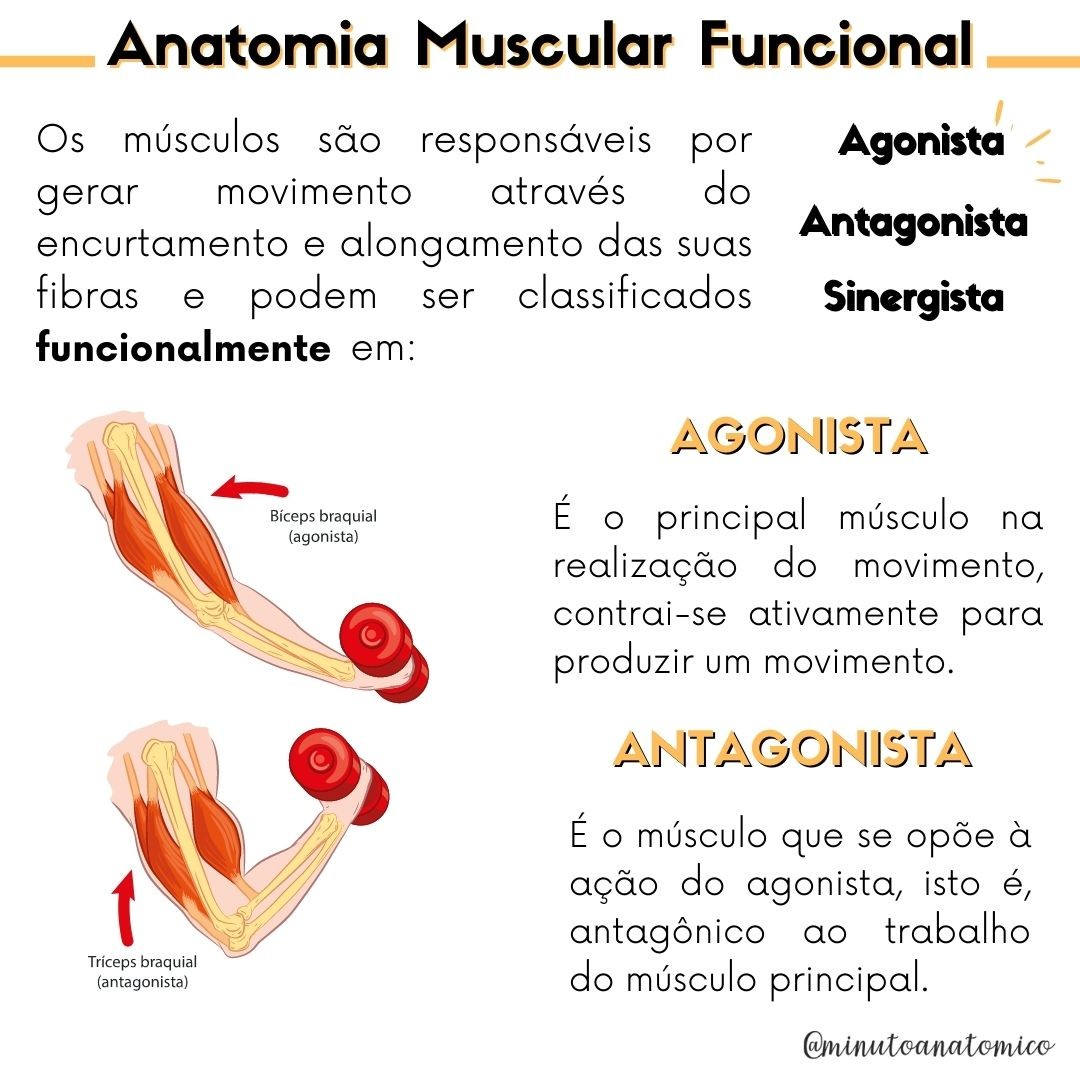 Anatomia Muscular Funcional
Os músculos são responsáveis por
gerar movimento através do
encurtamento e alongamento das suas
fibras e podem ser classificados
funcionalmente em:
Agonista
Antagonista
Sinergista
Bíceps braquial
(agonista)
AGONISTA
É o principal músculo na
realização do movimento,
contrai-se ativamente para
produzir um movimento.
Tríceps braquial
(antagonista)
ANTAGONISTA
É o músculo que se opõe à
ação do agonista, isto é,
antagônico ao trabalho
do músculo principal.
@minutoanatomico